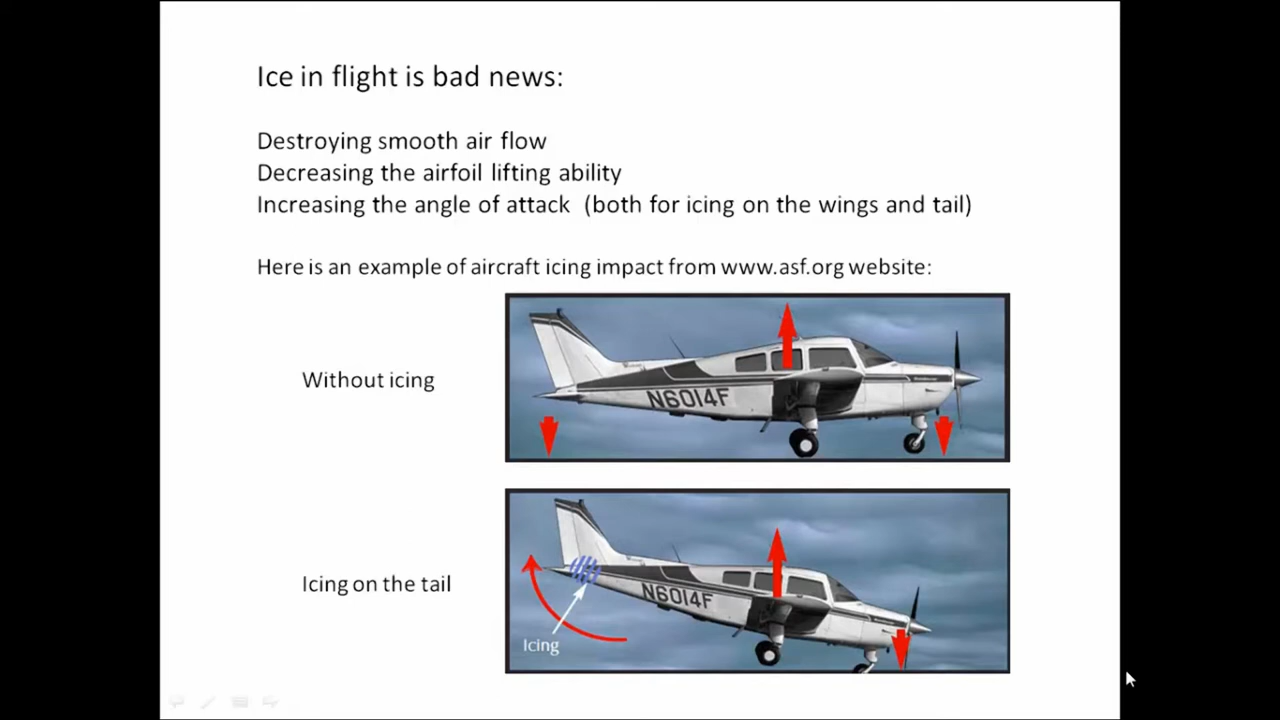 Ice in flight is bad news:
Destroying smooth air flow
Decreasing the airfoil lifting ability
Increasing the angle of attack (both for icing on the wings and tail)
Here is an example of aircraft icing impact from www.asf.org website:
Without icing
N6014F
Icing on the tail
N6014F
Icing